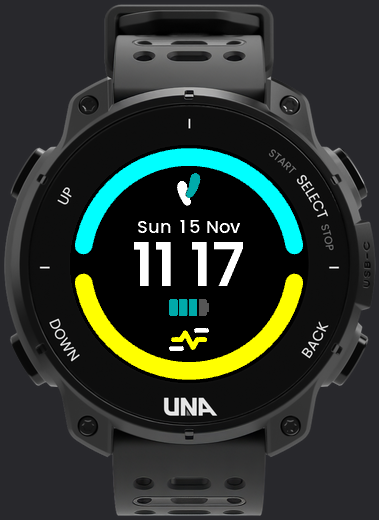 START
SELECT
STOP
UP
Sun 15 Nov
11 17
USB-C
DOWN
BACK
UNA